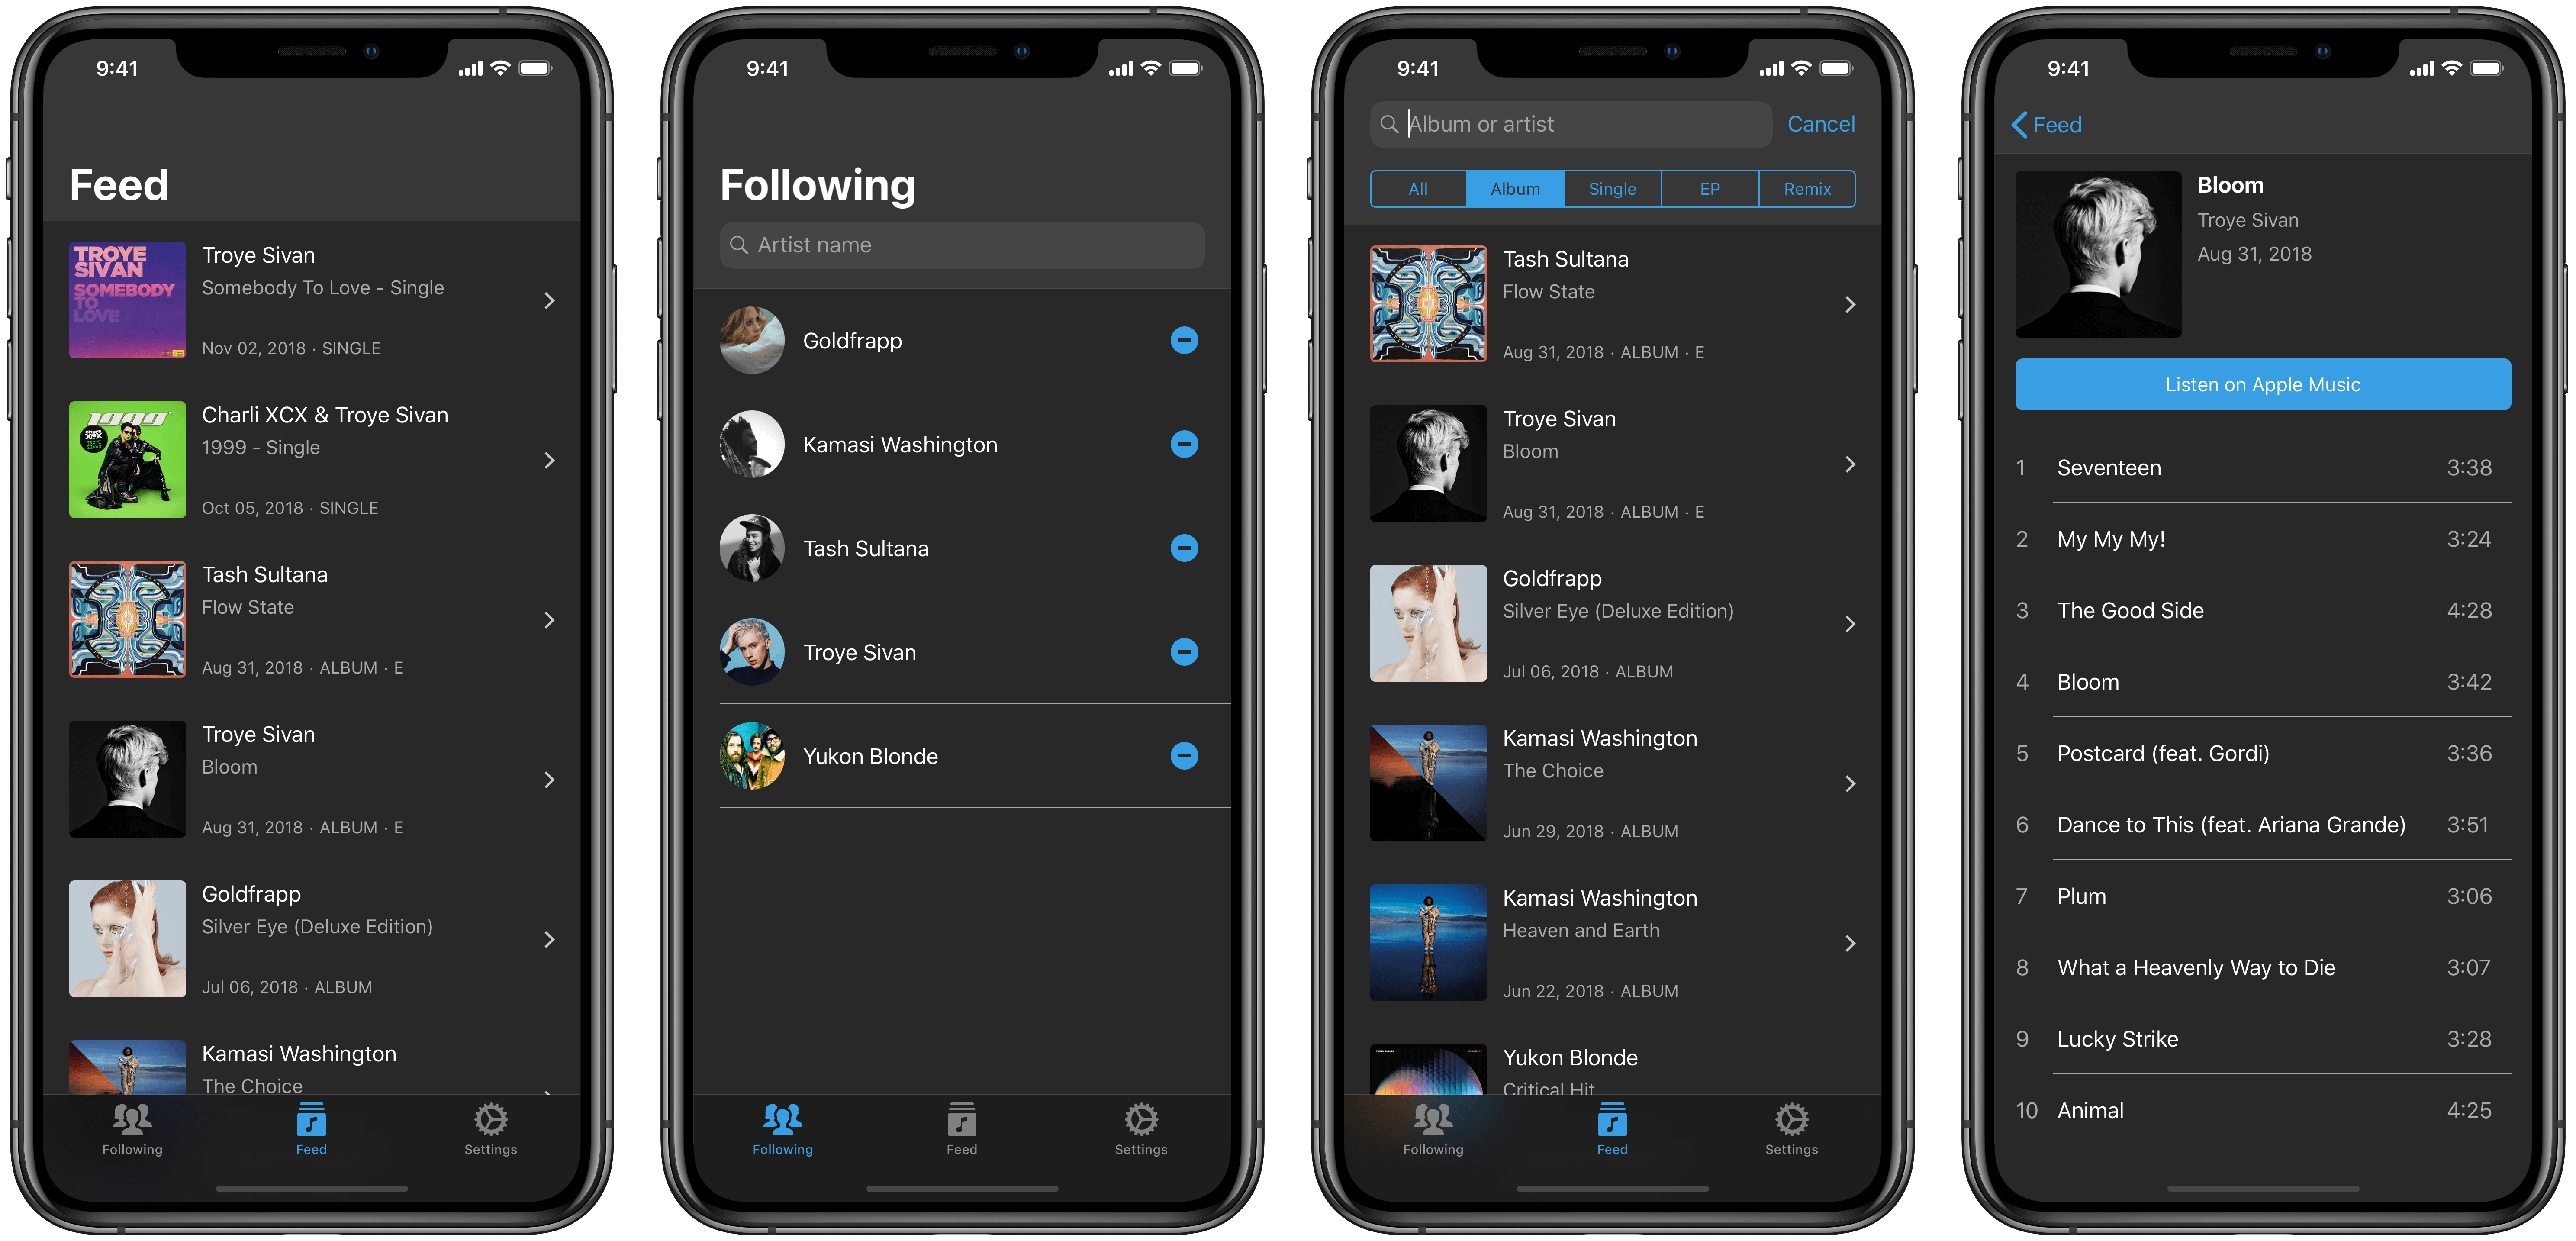 9:41
Feed
TROYE
SIVAN
SOMEBODY
TO
LOVE
Troye Sivan
Somebody To Love - Single
Nov 02, 2018 · SINGLE
1999
Charli XCX & Troye Sivan
1999 - Single
Oct 05, 2018 · SINGLE
Tash Sultana
Flow State
Aug 31, 2018 · ALBUM · E
Troye Sivan
Bloom
Aug 31, 2018 · ALBUM · E
Goldfrapp
Silver Eye (Deluxe Edition)
Jul 06, 2018 · ALBUM
Kamasi Washington
The Choice
Following
Feed
Settings
9:41
Following
Artist name
Goldfrapp
Kamasi Washington
Tash Sultana
Troye Sivan
Yukon Blonde
Following
Feed
Settings
9:41
Album or artist
Cancel
All
Album
Single
EP
Remix
Tash Sultana
Flow State
Aug 31, 2018 · ALBUM · E
Troye Sivan
Bloom
Aug 31, 2018 · ALBUM · E
Goldfrapp
Silver Eye (Deluxe Edition)
Jul 06, 2018 · ALBUM
Kamasi Washington
The Choice
Jun 29, 2018 · ALBUM
Kamasi Washington
Heaven and Earth
Jun 22, 2018 · ALBUM
Yukon Blonde
Critical Hit
Following
Feed
Settings
9:41
Feed
Bloom
Troye Sivan
Aug 31, 2018
Listen on Apple Music
1 Seventeen 3:38
2 My My My! 3:24
3 The Good Side 4:28
4 Bloom 3:42
5 Postcard (feat. Gordi) 3:36
6 Dance to This (feat. Ariana Grande) 3:51
7 Plum 3:06
8 What a Heavenly Way to Die 3:07
9 Lucky Strike 3:28
10 Animal 4:25